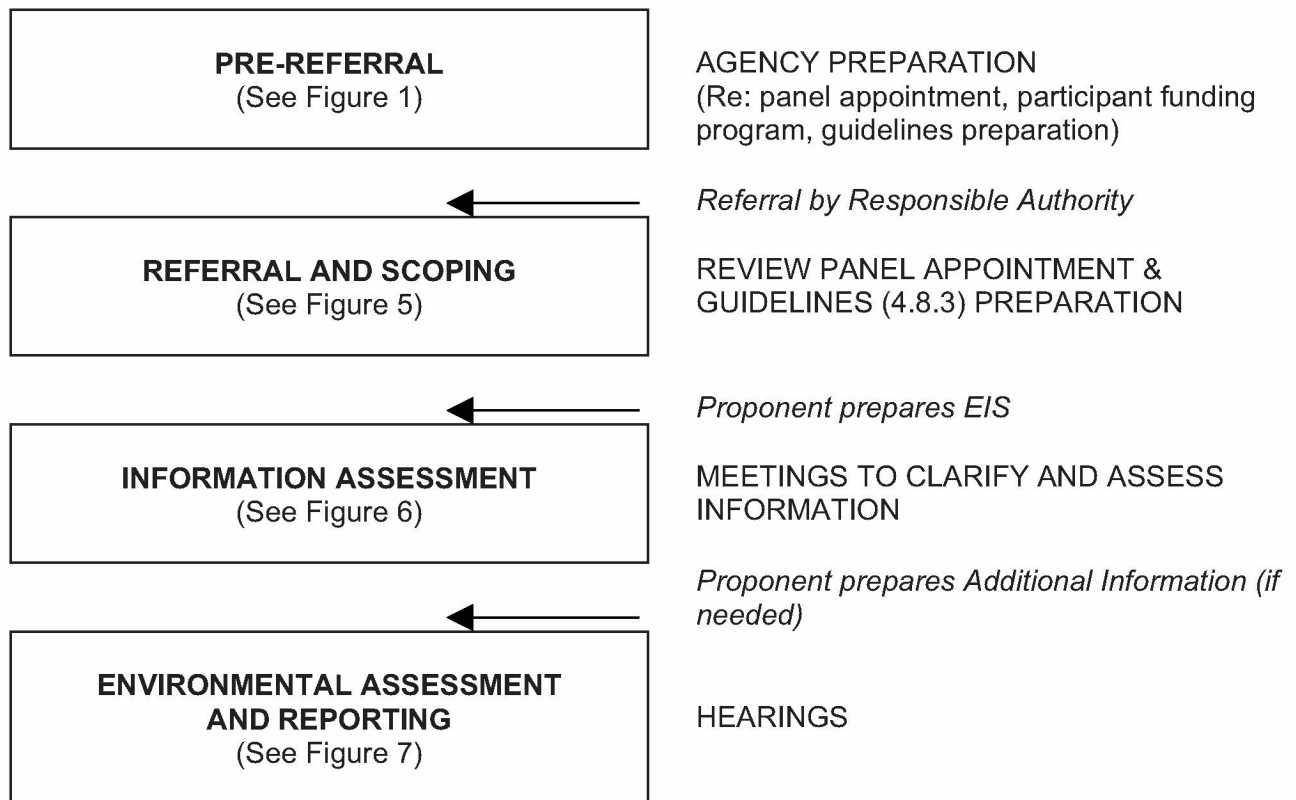 PRE-REFERRAL
(See Figure 1)
AGENCY PREPARATION
(Re: panel appointment, participant funding
program, guidelines preparation)
Referral by Responsible Authority
REFERRAL AND SCOPING
(See Figure 5)
REVIEW PANEL APPOINTMENT &
GUIDELINES (4.8.3) PREPARATION
Proponent prepares EIS
INFORMATION ASSESSMENT
(See Figure 6)
MEETINGS TO CLARIFY AND ASSESS
INFORMATION
Proponent prepares Additional Information (if
needed)
ENVIRONMENTAL ASSESSMENT
AND REPORTING
(See Figure 7)
HEARINGS